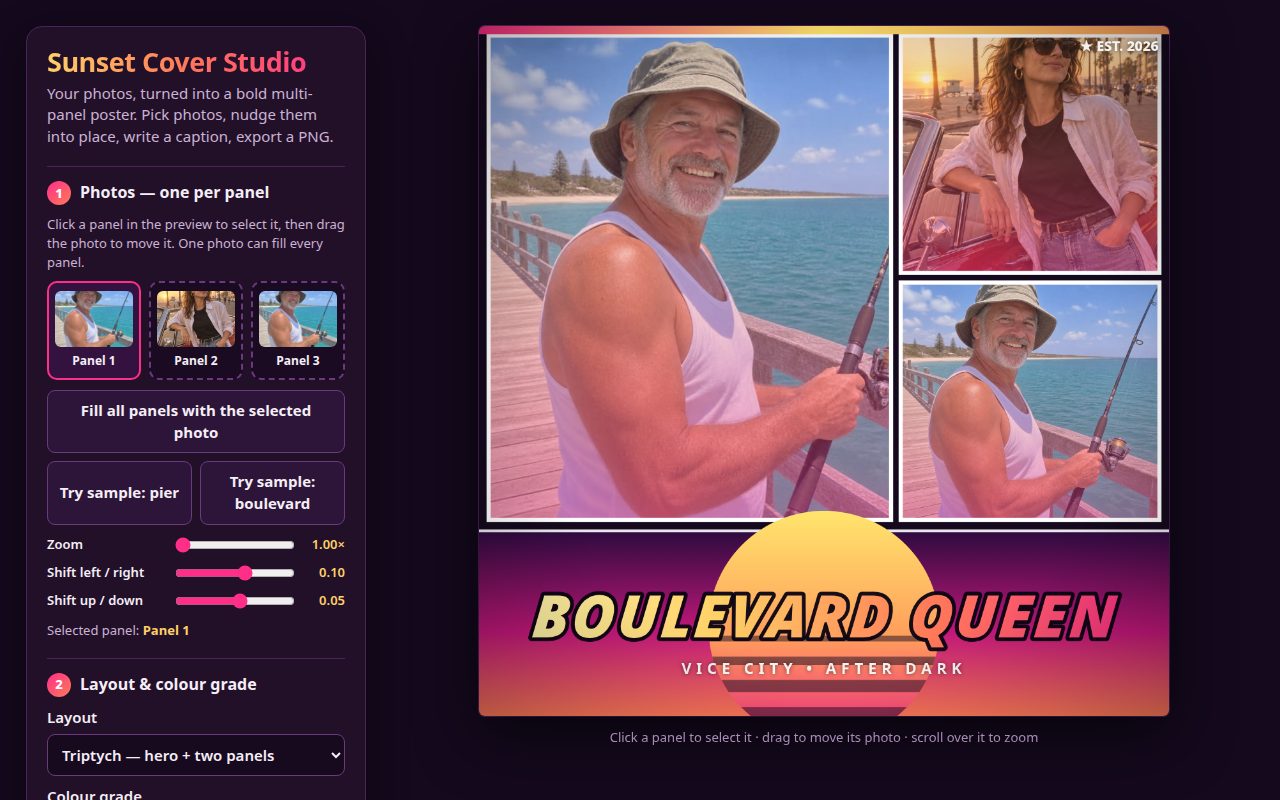 Sunset Cover Studio
Your photos, turned into a bold multi-
panel poster. Pick photos, nudge them
into place, write a caption, export a PNG.
1 Photos — one per panel
Click a panel in the preview to select it, then drag
the photo to move it. One photo can fill every
panel.
Panel 1 Panel 2 Panel 3
Fill all panels with the selected
photo
Try sample: pier
Try sample:
boulevard
Zoom 1.00×
Shift left / right 0.10
Shift up / down 0.05
Selected panel: Panel 1
2 Layout & colour grade
Layout
Triptych — hero + two panels
Colour grade
★ EST. 2026
BOULEVARD QUEEN
VICE CITY • AFTER DARK
Click a panel to select it · drag to move its photo · scroll over it to zoom